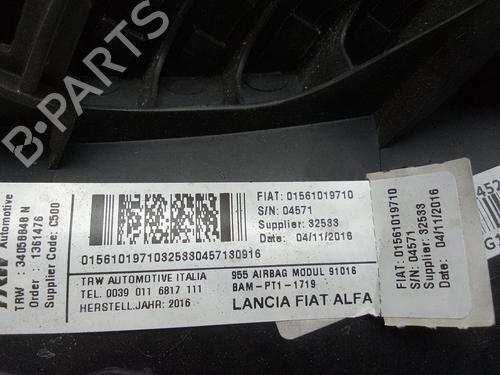 B-PARTS
TRW Automotive
TRW : 34059848 N
Order : 1361476
Supplier Code: C500
FIAT: 01561019710
S/N: 04571
Supplier: 32533
Date: 04/11/2016
01561019710325330457130916
TRW AUTOMOTIVE ITALIA
TEL. 0039 011 6817 111
HERSTELL.JAHR: 2016
955 AIRBAG MODUL 91016
BAM-PT1-1719
LANCIA FIAT ALFA
FIAT: 01561019710
S/N: 04571
Supplier: 32533
Date: 04/11/2016